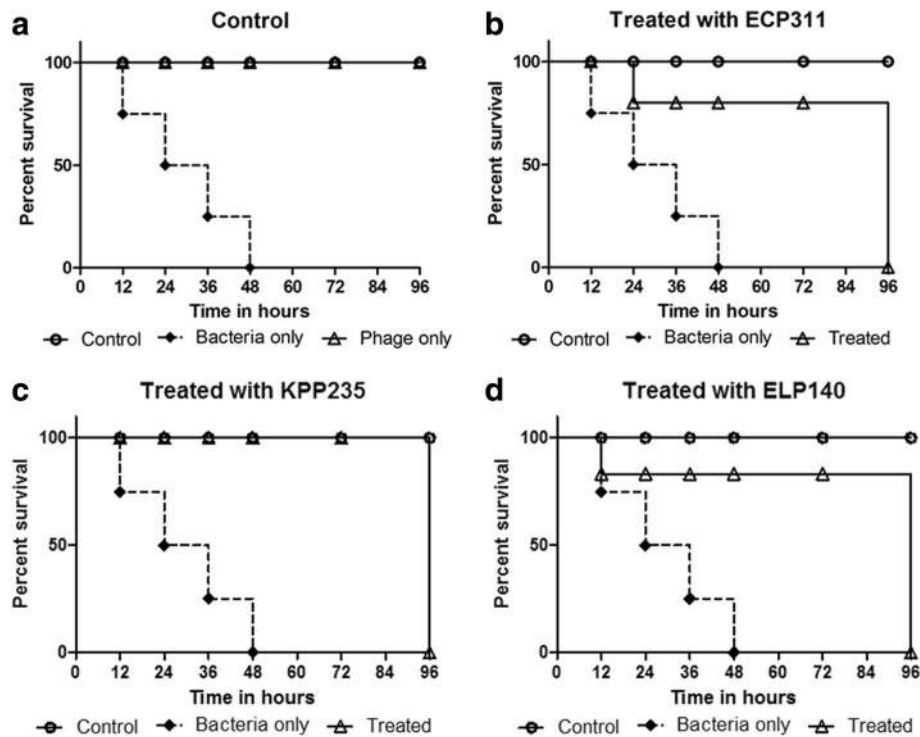 a
Control
Percent survival
100
50
0
0 12 24 36 48 60 72 84 96
Time in hours
Control Bacteria only Phage only
b
Treated with ECP311
Percent survival
100
50
0
0 12 24 36 48 60 72 84 96
Time in hours
Control Bacteria only Treated
c
Treated with KPP235
Percent survival
100
50
0
0 12 24 36 48 60 72 84 96
Time in hours
Control Bacteria only Treated
d
Treated with ELP140
Percent survival
100
50
0
0 12 24 36 48 60 72 84 96
Time in hours
Control Bacteria only Treated